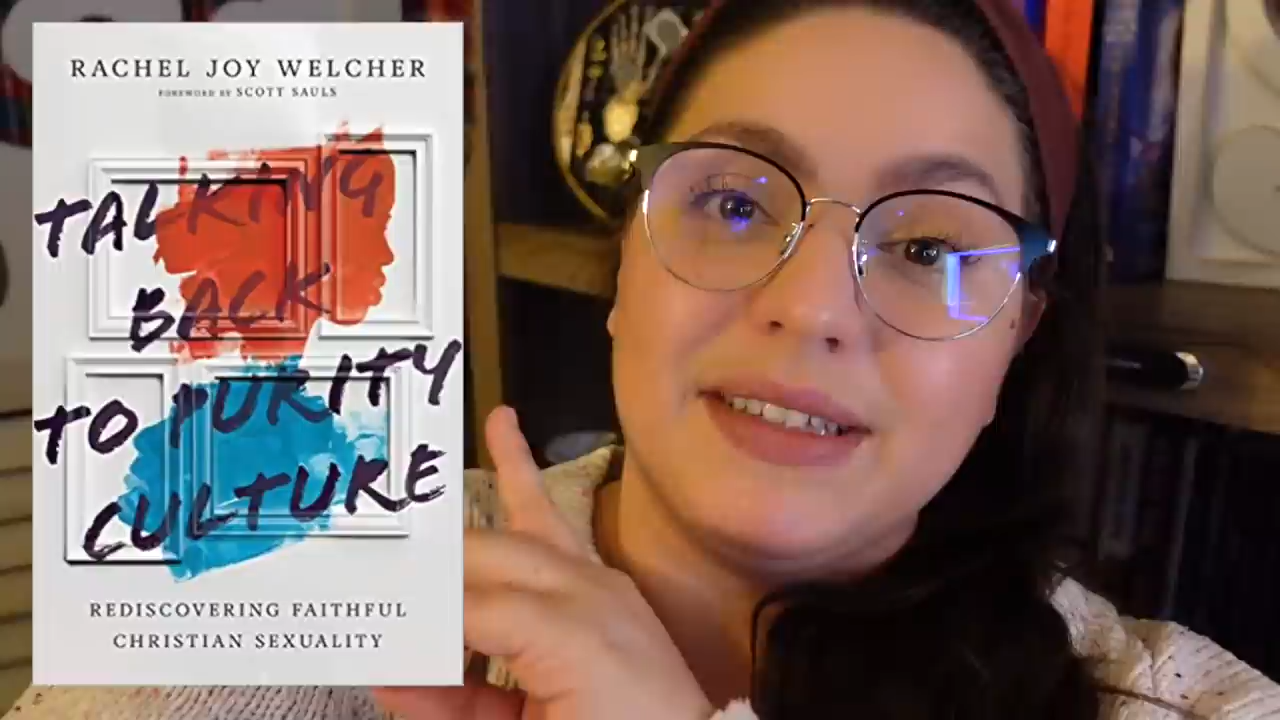 RACHEL JOY WELCHER
FOREWORD BY SCOTT SAULS
TALKING
BACK
TO PURITY
CULTURE
REDISCOVERING FAITHFUL
CHRISTIAN SEXUALITY